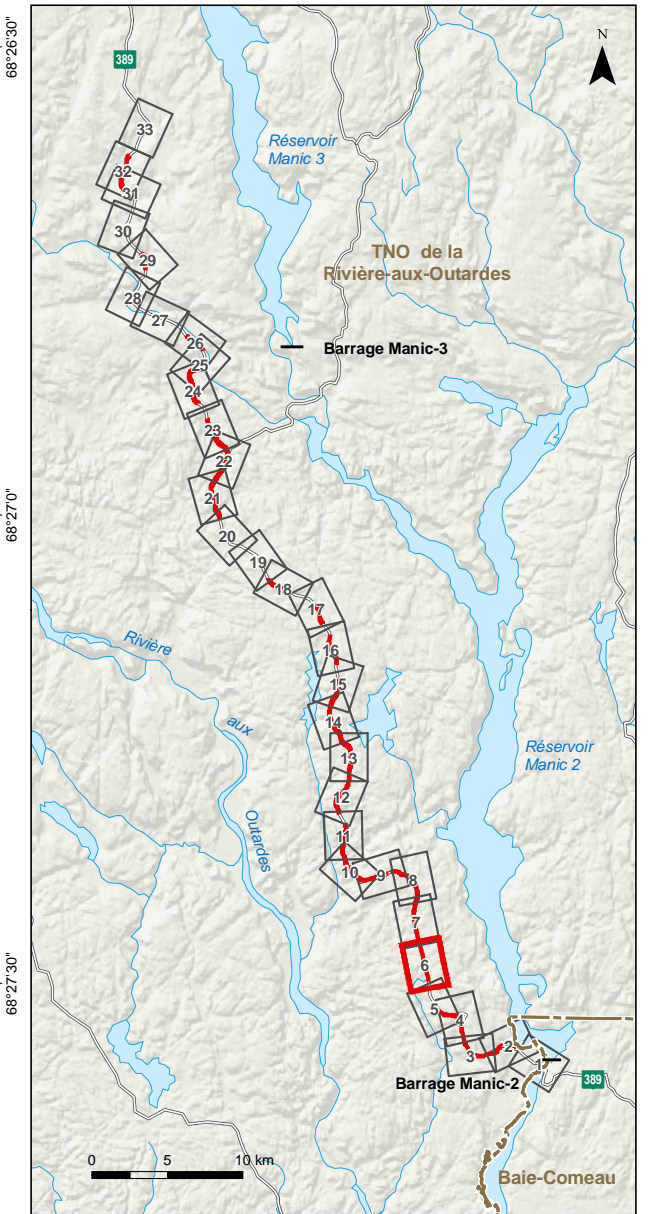 68°26'30"
389
N
33
Réservoir
Manic 3
32
31
TNO de la
Rivière-aux-Outardes
30
29
28
27
26
Barrage Manic-3
25
24
23
22
68°27'0"
21
20
19
18
17
Rivière
16
15
aux
14
Réservoir
Manic 2
13
12
Outardes
11
10
9
8
7
6
68°27'30"
5
4
3
2
1
389
Barrage Manic-2
0 5 10 km
Baie-Comeau